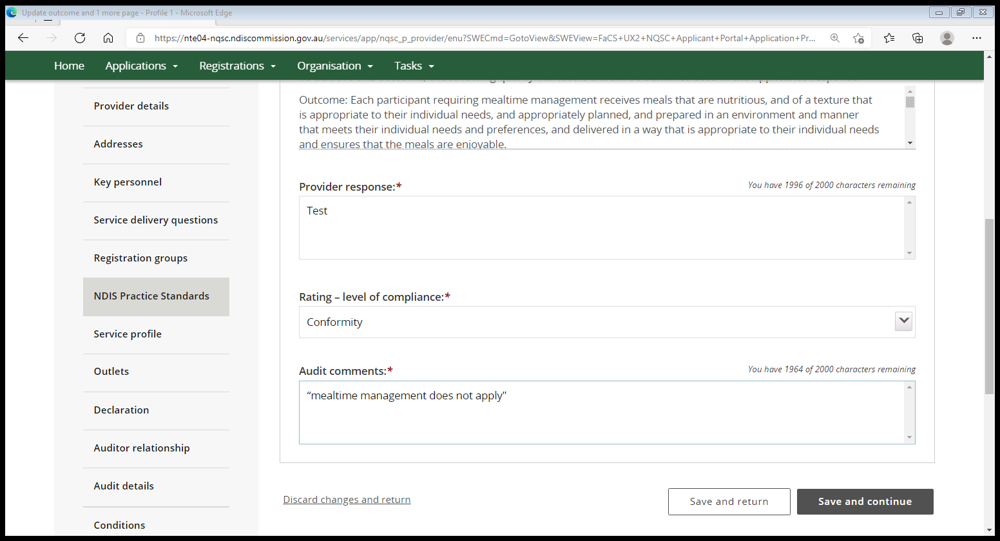 Update outcome and 1 more page - Profile 1 - Microsoft Edge
https://nte04-nqsc.ndiscommission.gov.au/services/app/nqsc_p_provider/enu?SWECmd=GotoView&SWEView=FaCS+UX2+NQSC+Applicant+Portal+Application+Pr...
Home Applications Registrations Organisation Tasks
Provider details
Addresses
Key personnel
Service delivery questions
Registration groups
NDIS Practice Standards
Service profile
Outlets
Declaration
Auditor relationship
Audit details
Conditions
Outcome: Each participant requiring mealtime management receives meals that are nutritious, and of a texture that
is appropriate to their individual needs, and appropriately planned, and prepared in an environment and manner
that meets their individual needs and preferences, and delivered in a way that is appropriate to their individual needs
and ensures that the meals are enjoyable.
Provider response:* You have 1996 of 2000 characters remaining
Test
Rating – level of compliance:*
Conformity
Audit comments:* You have 1964 of 2000 characters remaining
“mealtime management does not apply"
Discard changes and return Save and return Save and continue